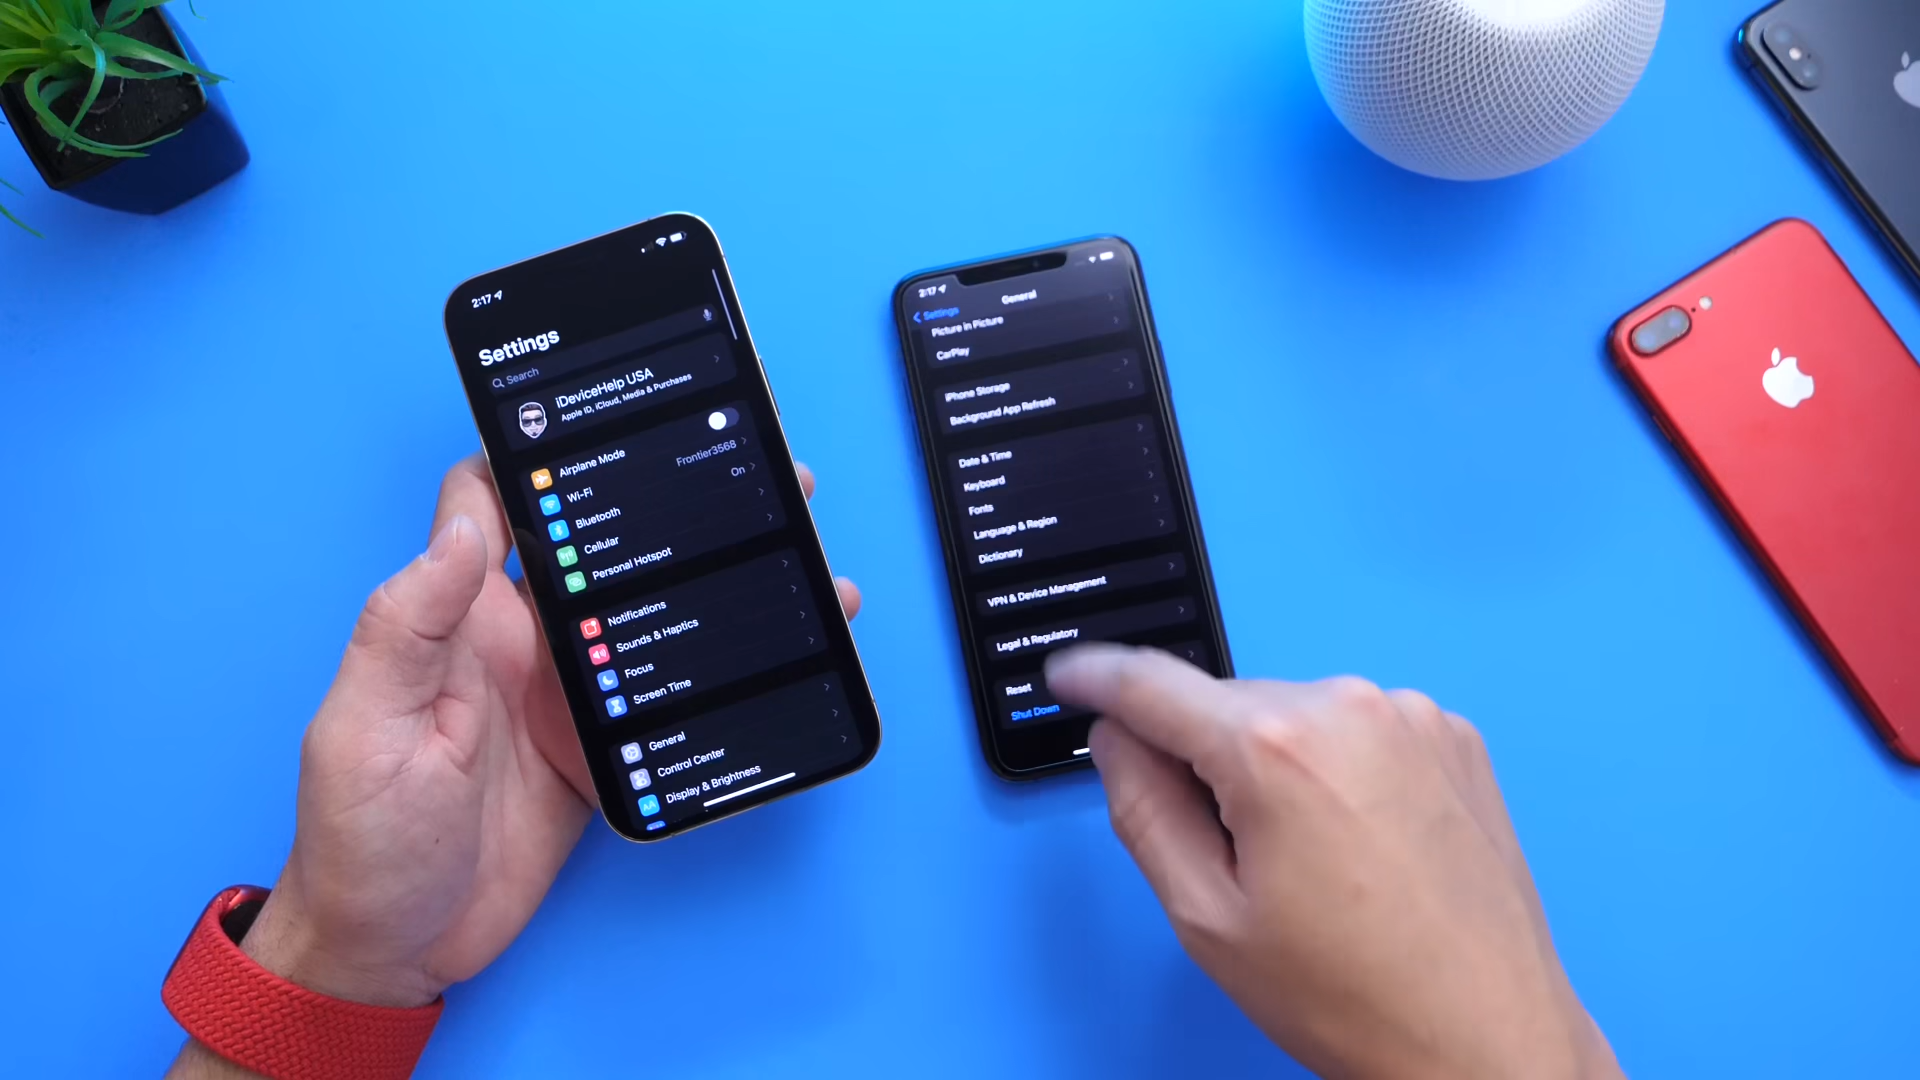 2:17
Settings
Search
iDeviceHelp USA
Apple ID, iCloud, Media & Purchases
Airplane Mode
Wi-Fi
Frontier3568
Bluetooth
On
Cellular
Personal Hotspot
Notifications
Sounds & Haptics
Focus
Screen Time
General
Control Center
Display & Brightness
AA
2:17
Settings
General
Picture in Picture
CarPlay
iPhone Storage
Background App Refresh
Date & Time
Keyboard
Fonts
Language & Region
Dictionary
VPN & Device Management
Legal & Regulatory
Reset
Shut Down